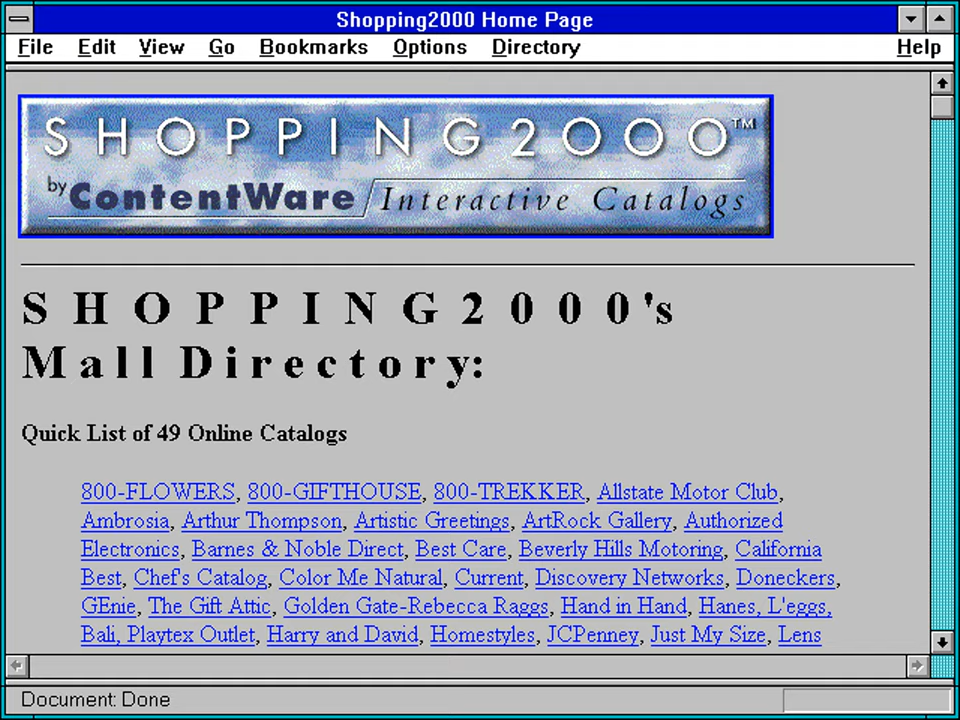 Shopping2000 Home Page
File Edit View Go Bookmarks Options Directory Help
SHOPPING2000™
by ContentWare / Interactive Catalogs
SHOPPING2000's
Mall Directory:
Quick List of 49 Online Catalogs
800-FLOWERS, 800-GIFTHOUSE, 800-TREKKER, Allstate Motor Club,
Ambrosia, Arthur Thompson, Artistic Greetings, ArtRock Gallery, Authorized
Electronics, Barnes & Noble Direct, Best Care, Beverly Hills Motoring, California
Best, Chef's Catalog, Color Me Natural, Current, Discovery Networks, Doneckers,
GEnie, The Gift Attic, Golden Gate-Rebecca Raggs, Hand in Hand, Hanes, L'eggs,
Bali, Playtex Outlet, Harry and David, Homestyles, JCPenney, Just My Size, Lens
Document: Done